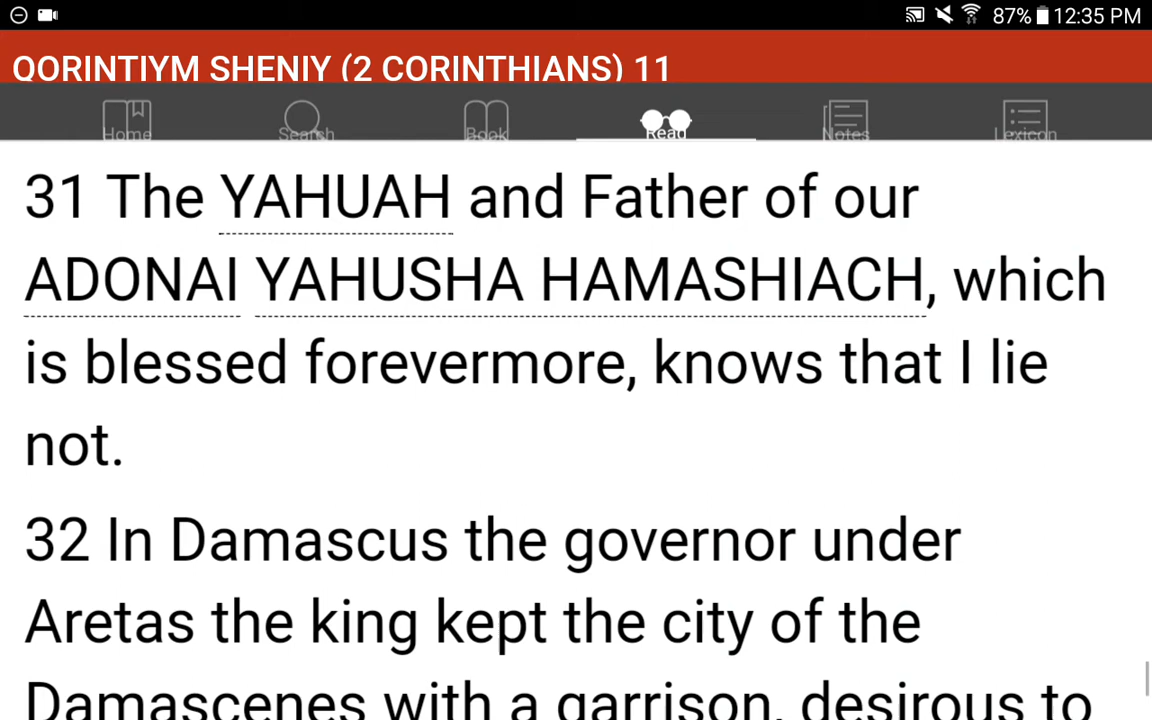 87% 12:35 PM
QORINTIYM SHENIY (2 CORINTHIANS) 11
Home Search Book Read Notes Lexicon
31 The YAHUAH and Father of our
ADONAI YAHUSHA HAMASHIACH, which
is blessed forevermore, knows that I lie
not.
32 In Damascus the governor under
Aretas the king kept the city of the
Damascenes with a garrison, desirous to